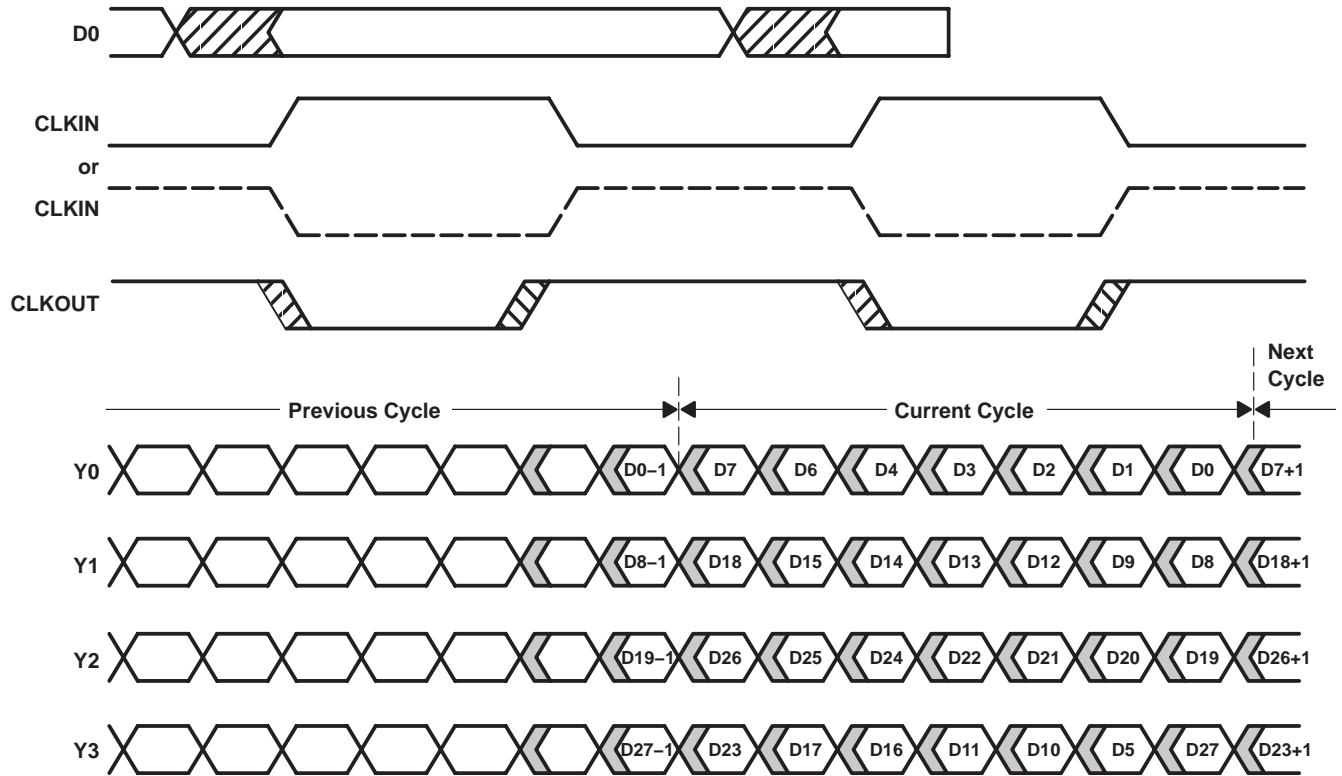 D0
CLKIN
or
CLKIN
CLKOUT
Next
Cycle
Previous Cycle
Current Cycle
Y0 D0–1 D7 D6 D4 D3 D2 D1 D0 D7+1
Y1 D8–1 D18 D15 D14 D13 D12 D9 D8 D18+1
Y2 D19–1 D26 D25 D24 D22 D21 D20 D19 D26+1
Y3 D27–1 D23 D17 D16 D11 D10 D5 D27 D23+1